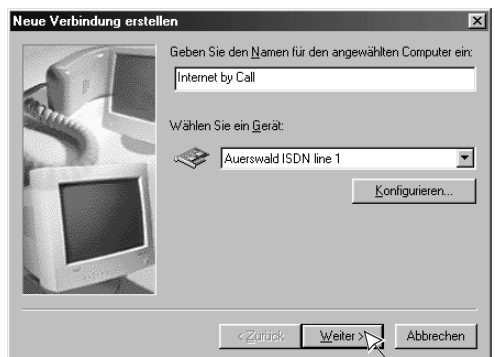 Neue Verbindung erstellen
Geben Sie den Namen für den angewählten Computer ein:
Internet by Call
Wählen Sie ein Gerät:
Auerswald ISDN line 1
Konfigurieren...
< Zurück
Weiter >
Abbrechen